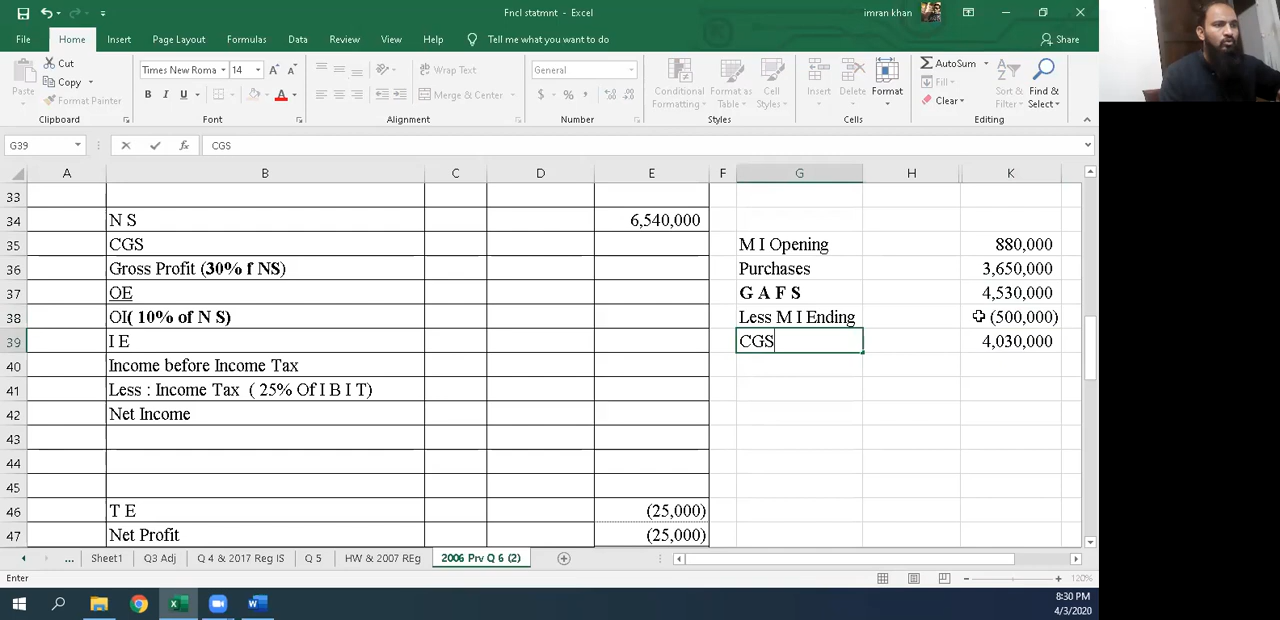 Fncl statmnt - Excel
imran khan
File Home Insert Page Layout Formulas Data Review View Help Tell me what you want to do Share
Paste
Cut
Copy
Format Painter
Clipboard
Times New Roma 14
B I U
Font
Wrap Text
Merge & Center
Alignment
General
$ % ,
Number
Conditional Formatting
Format as Table
Cell Styles
Styles
Insert Delete Format
Cells
AutoSum
Fill
Clear
Sort & Filter
Find & Select
Editing
G39 fx CGS
A B C D E F G H K
33
34 N S 6,540,000
35 CGS M I Opening 880,000
36 Gross Profit (30% f NS) Purchases 3,650,000
37 OE G A F S 4,530,000
38 OI( 10% of N S) Less M I Ending (500,000)
39 I E CGS 4,030,000
40 Income before Income Tax
41 Less : Income Tax ( 25% Of I B I T)
42 Net Income
43
44
45
46 T E (25,000)
47 Net Profit (25,000)
... Sheet1 Q3 Adj Q 4 & 2017 Reg IS Q 5 HW & 2007 REg 2006 Prv Q 6 (2)
Enter 120%
8:30 PM
4/3/2020